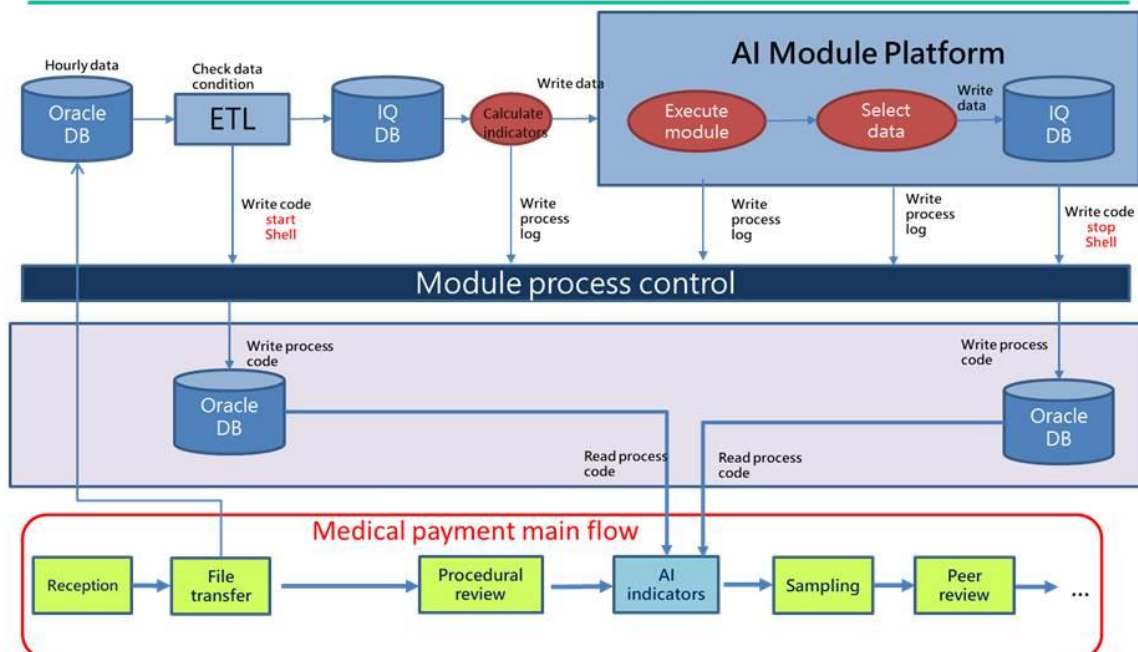 AI Module Platform
Hourly data
Oracle
DB
Check data
condition
ETL
IQ
DB
Calculate
indicators
Write data
Execute
module
Select
data
Write
data
IQ
DB
Write code
start
Shell
Write
process
log
Write
process
log
Write
process
log
Write code
stop
Shell
Module process control
Write process
code
Oracle
DB
Write process
code
Oracle
DB
Read process
code
Read process
code
Medical payment main flow
Reception
File
transfer
Procedural
review
AI
indicators
Sampling
Peer
review
...